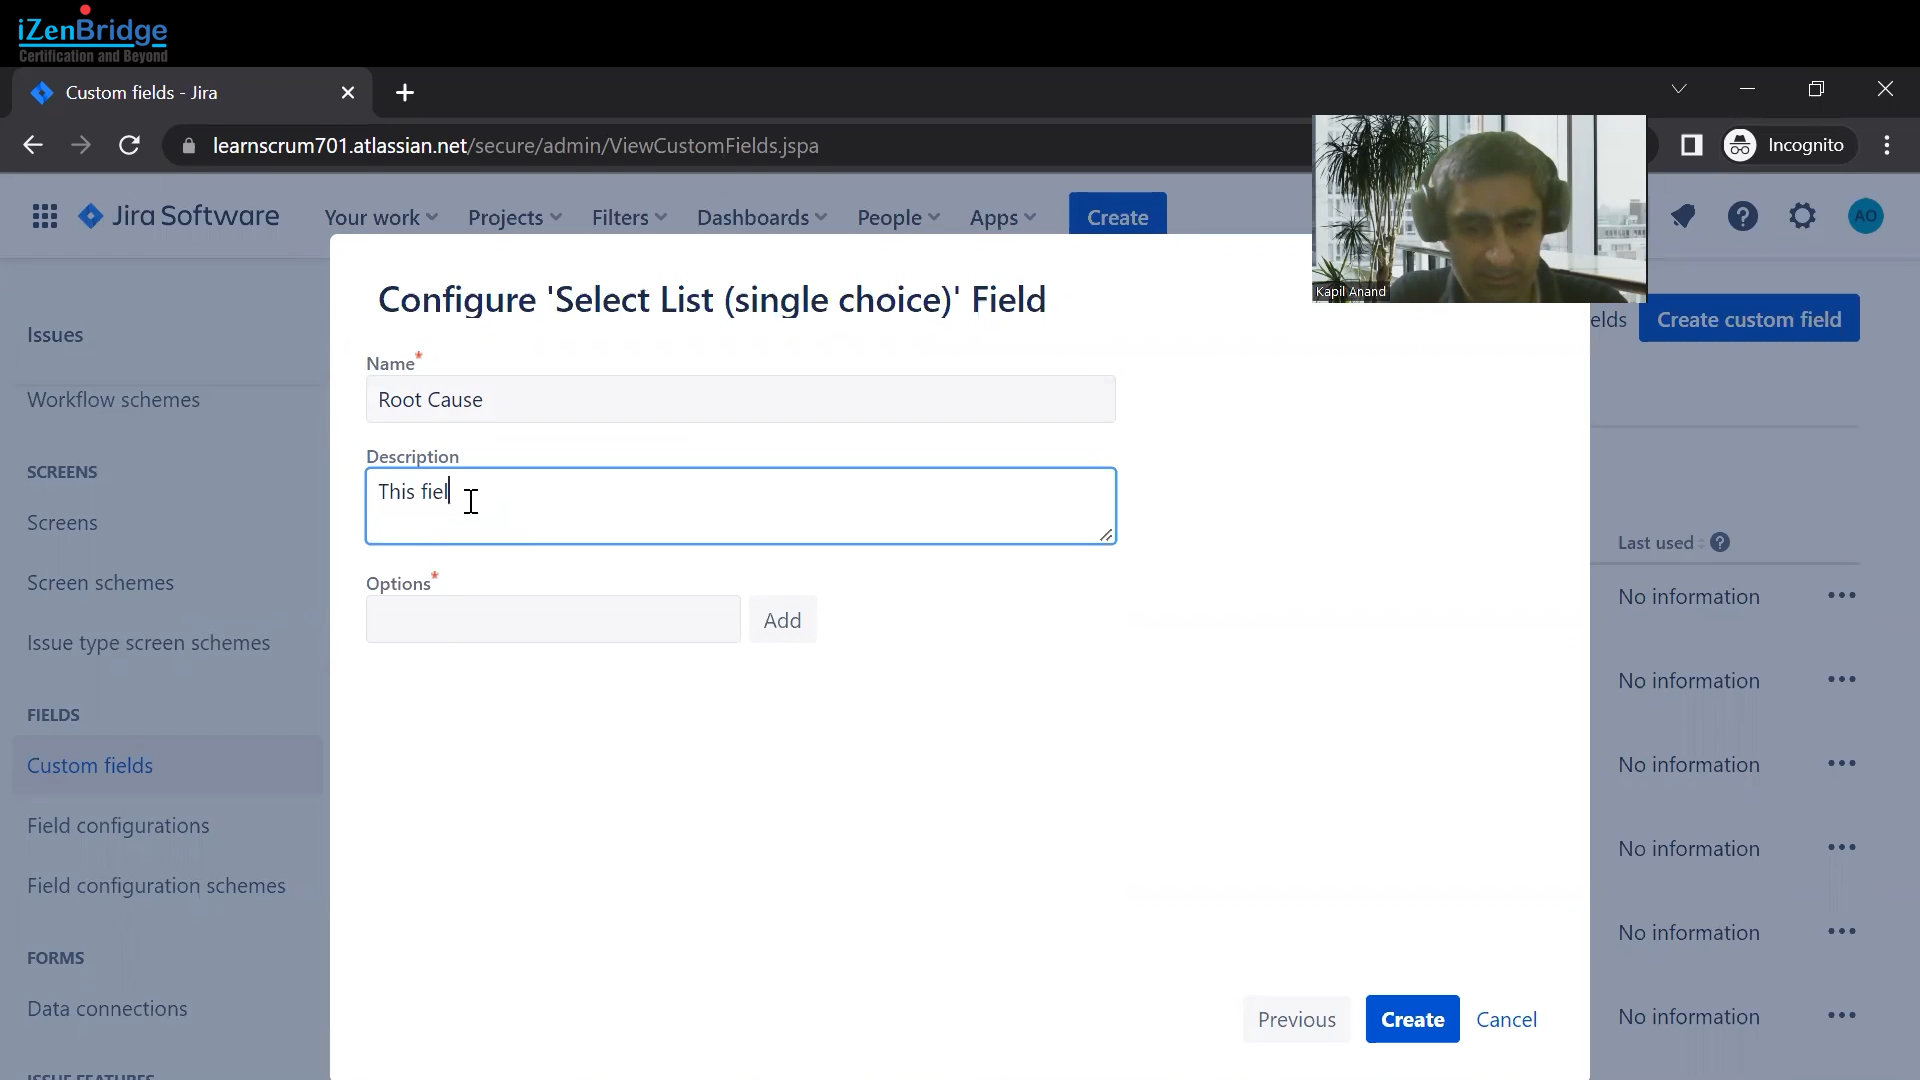 iZenBridge
Certification and Beyond
Custom fields - Jira
learnscrum701.atlassian.net/secure/admin/ViewCustomFields.jspa
Incognito
Jira Software
Your work
Projects
Filters
Dashboards
People
Apps
Create
AO
Kapil Anand
Issues
Workflow schemes
SCREENS
Screens
Screen schemes
Issue type screen schemes
FIELDS
Custom fields
Field configurations
Field configuration schemes
FORMS
Data connections
ISSUE FEATURES
Configure 'Select List (single choice)' Field
Name*
Root Cause
Description
This fiel
Options*
Add
Previous
Create
Cancel
elds
Create custom field
Last used
No information
No information
No information
No information
No information
No information